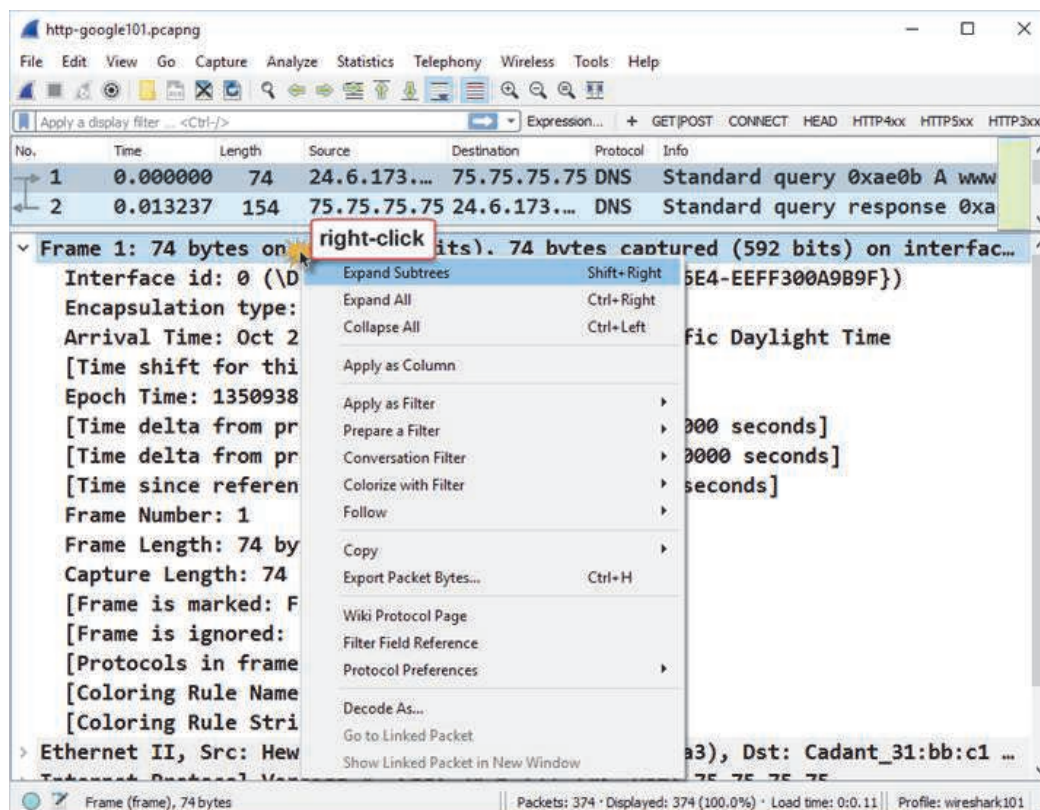 http-google101.pcapng
File Edit View Go Capture Analyze Statistics Telephony Wireless Tools Help
Apply a display filter ... <Ctrl-/> Expression... + GET|POST CONNECT HEAD HTTP4xx HTTP5xx HTTP3xx
No. Time Length Source Destination Protocol Info
1 0.000000 74 24.6.173.... 75.75.75.75 DNS Standard query 0xae0b A www
2 0.013237 154 75.75.75.75 24.6.173.... DNS Standard query response 0xa
right-click
Frame 1: 74 bytes on its), 74 bytes captured (592 bits) on interfac...
Expand Subtrees Shift+Right
Interface id: 0 (\D 6E4-EEFF300A9B9F})
Expand All Ctrl+Right
Encapsulation type:
Collapse All Ctrl+Left
Arrival Time: Oct 2 fic Daylight Time
Apply as Column
[Time shift for thi
Epoch Time: 1350938
Apply as Filter
[Time delta from pr 000 seconds]
Prepare a Filter
[Time delta from pr 0000 seconds]
Conversation Filter
[Time since referen seconds]
Colorize with Filter
Frame Number: 1
Follow
Frame Length: 74 by
Copy
Capture Length: 74
Export Packet Bytes... Ctrl+H
[Frame is marked: F
Wiki Protocol Page
[Frame is ignored:
Filter Field Reference
[Protocols in frame
Protocol Preferences
[Coloring Rule Name
Decode As...
[Coloring Rule Stri
Go to Linked Packet
Ethernet II, Src: Hew a3), Dst: Cadant_31:bb:c1 ...
Show Linked Packet in New Window
Frame (frame), 74 bytes Packets: 374 · Displayed: 374 (100.0%) · Load time: 0:0.11 Profile: wireshark101